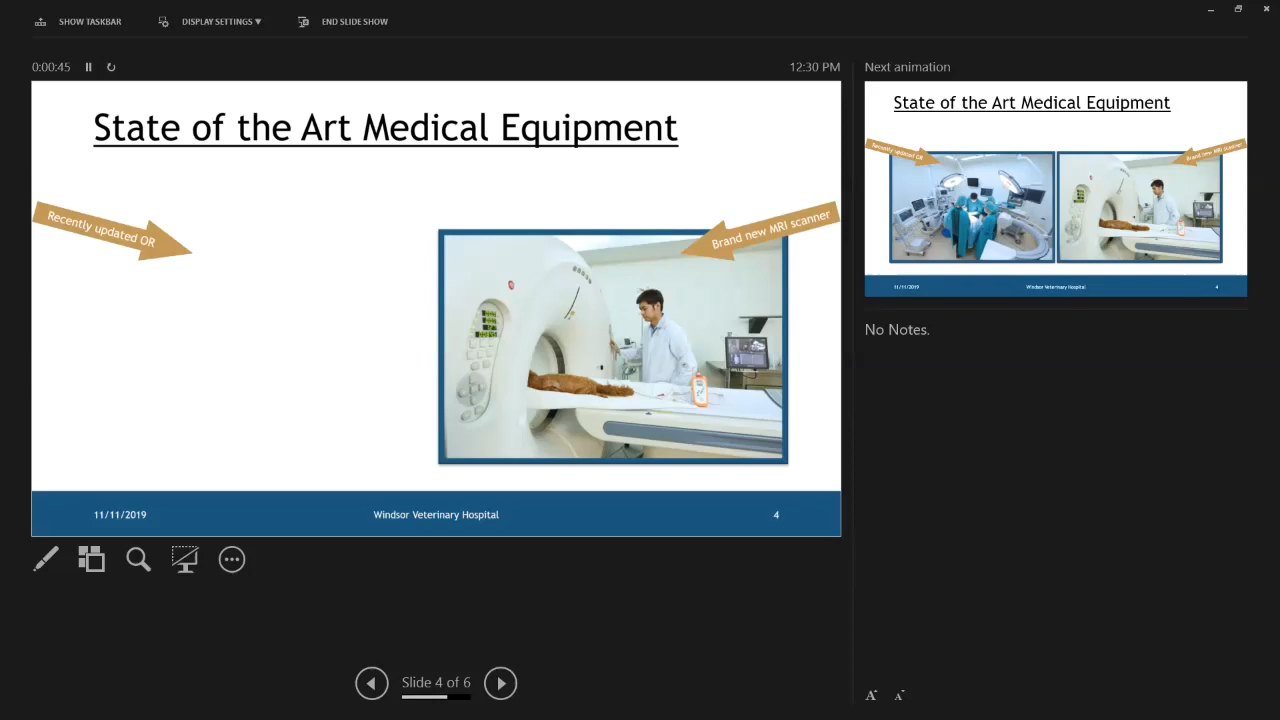 SHOW TASKBAR
DISPLAY SETTINGS
END SLIDE SHOW
0:00:45
12:30 PM
State of the Art Medical Equipment
Recently updated OR
Brand new MRI scanner
11/11/2019
Windsor Veterinary Hospital
4
Slide 4 of 6
Next animation
State of the Art Medical Equipment
Recently updated OR
Brand new MRI scanner
11/11/2019
Windsor Veterinary Hospital
4
No Notes.
A
A